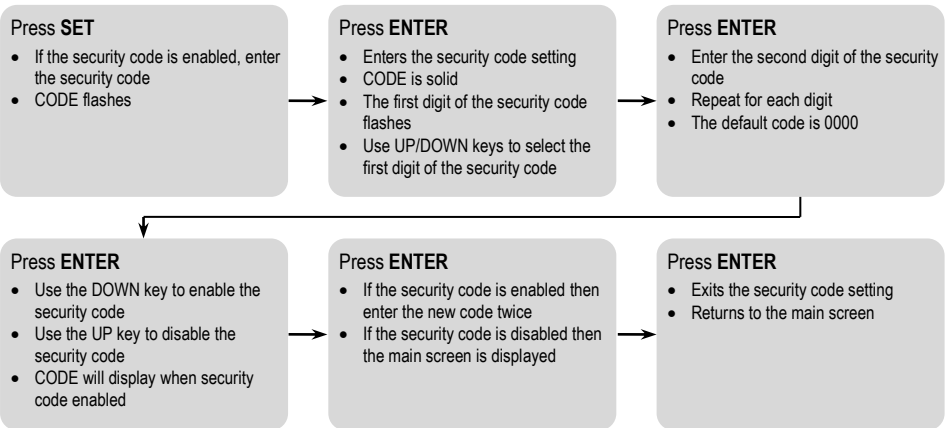 Press SET
• If the security code is enabled, enter
the security code
• CODE flashes
Press ENTER
• Enters the security code setting
• CODE is solid
• The first digit of the security code
flashes
• Use UP/DOWN keys to select the
first digit of the security code
Press ENTER
• Enter the second digit of the security
code
• Repeat for each digit
• The default code is 0000
Press ENTER
• Use the DOWN key to enable the
security code
• Use the UP key to disable the
security code
• CODE will display when security
code enabled
Press ENTER
• If the security code is enabled then
enter the new code twice
• If the security code is disabled then
the main screen is displayed
Press ENTER
• Exits the security code setting
• Returns to the main screen